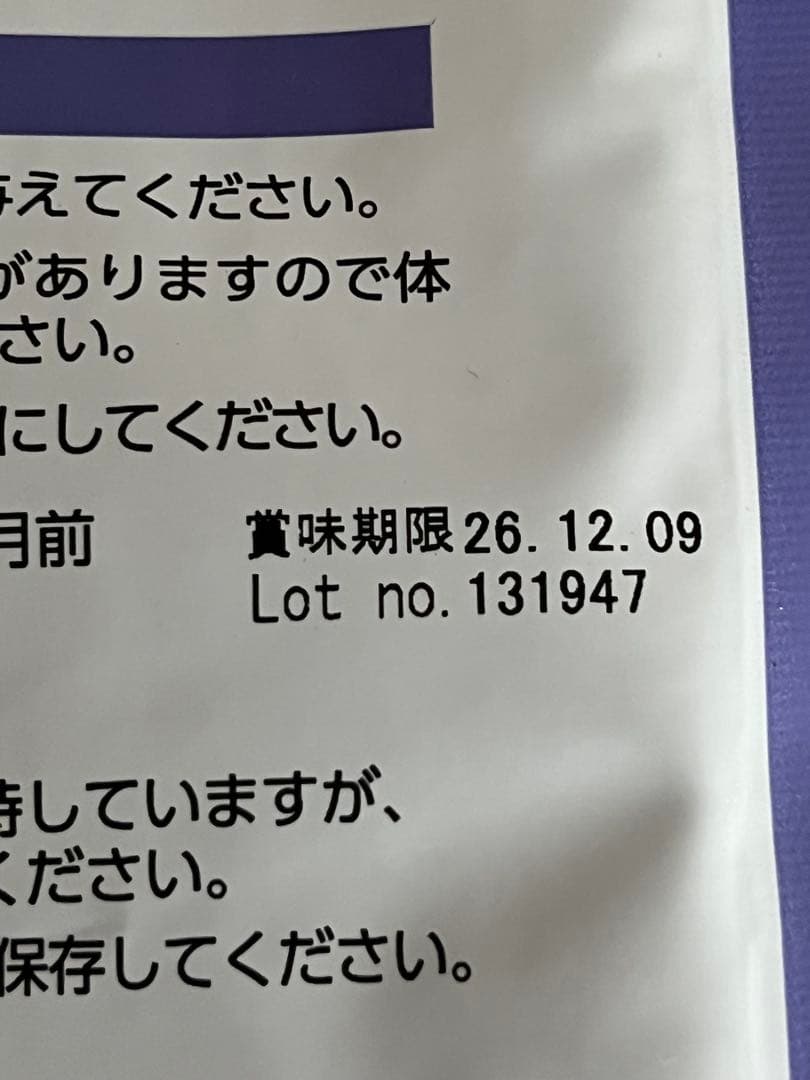 与えてください。
がありますので体
さい。
にしてください。
月前
賞味期限26.12.09
Lot no.131947
持していますが、
ください。
保存してください。